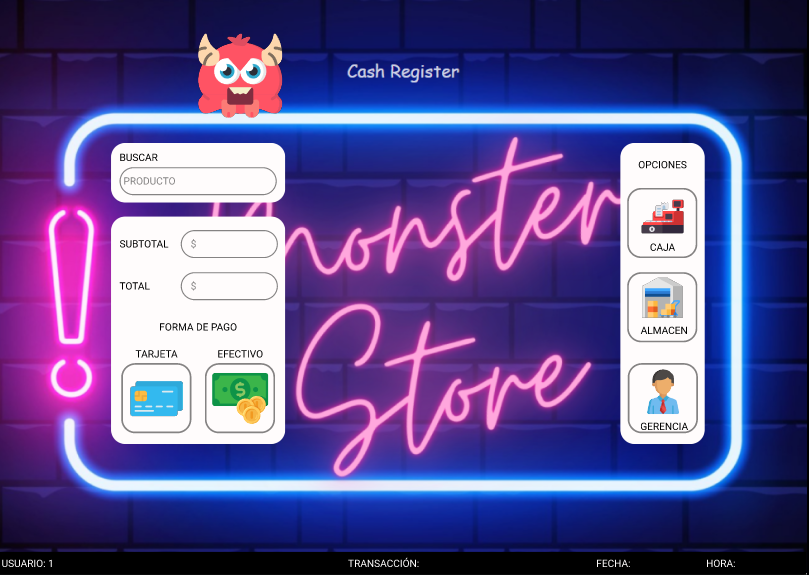 Cash Register
BUSCAR
PRODUCTO
SUBTOTAL $
TOTAL $
FORMA DE PAGO
TARJETA EFECTIVO
Monster
Store
OPCIONES
CAJA
ALMACEN
GERENCIA
USUARIO: 1 TRANSACCIÓN: FECHA: HORA: